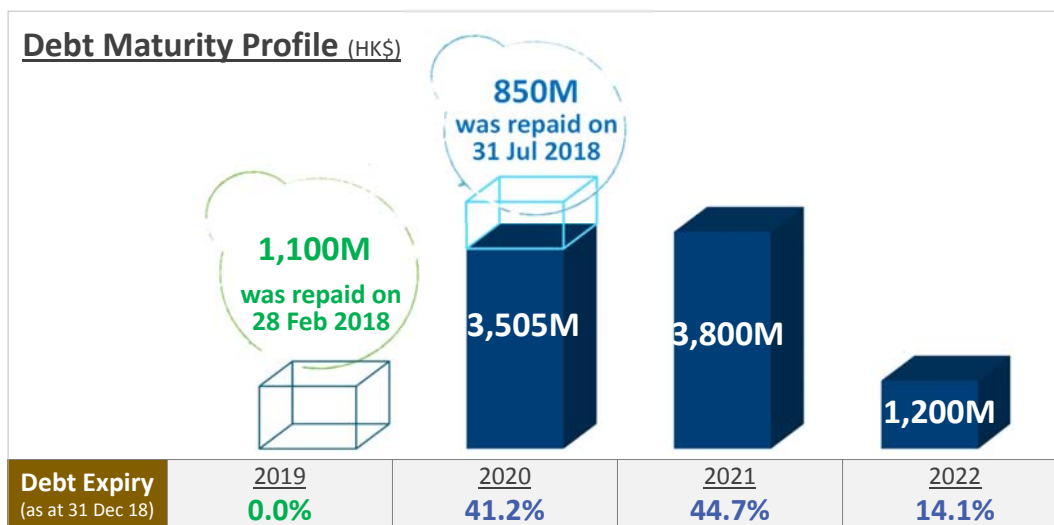 Debt Maturity Profile (HK$)
850M
was repaid on
31 Jul 2018
1,100M
was repaid on
28 Feb 2018
3,505M
3,800M
1,200M
Debt Expiry
(as at 31 Dec 18)
2019
2020
2021
2022
0.0%
41.2%
44.7%
14.1%